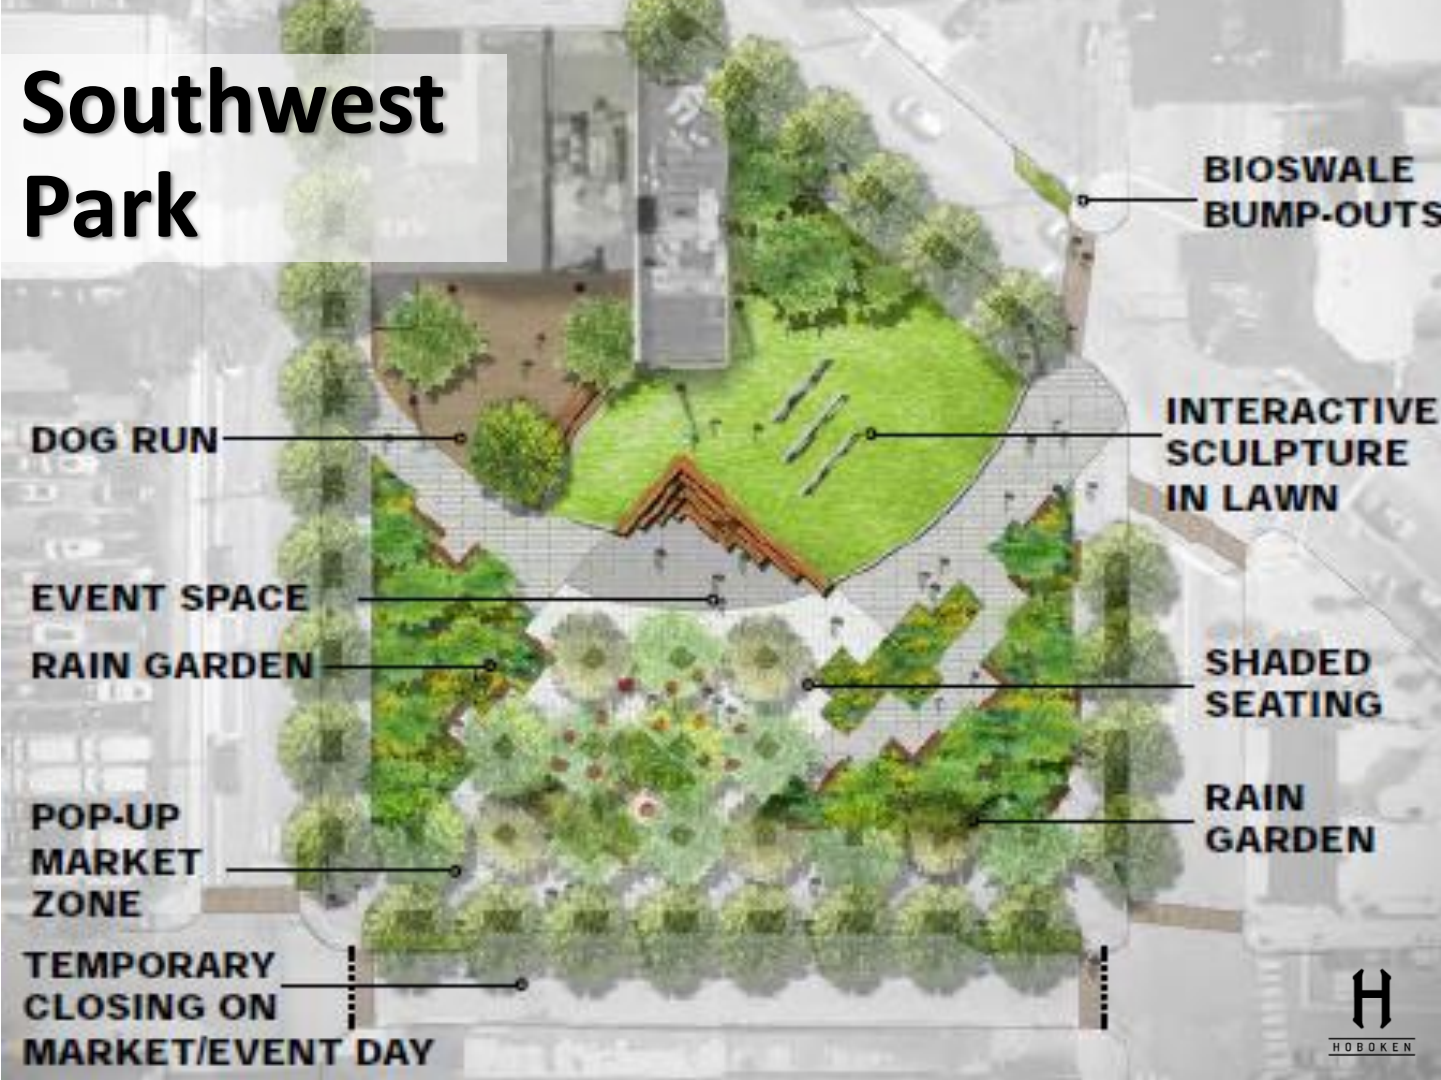 Southwest
Park
BIOSWALE
BUMP-OUTS
INTERACTIVE
SCULPTURE
IN LAWN
DOG RUN
EVENT SPACE
RAIN GARDEN
SHADED
SEATING
RAIN
GARDEN
POP-UP
MARKET
ZONE
TEMPORARY
CLOSING ON
MARKET/EVENT DAY
H
HOBOKEN